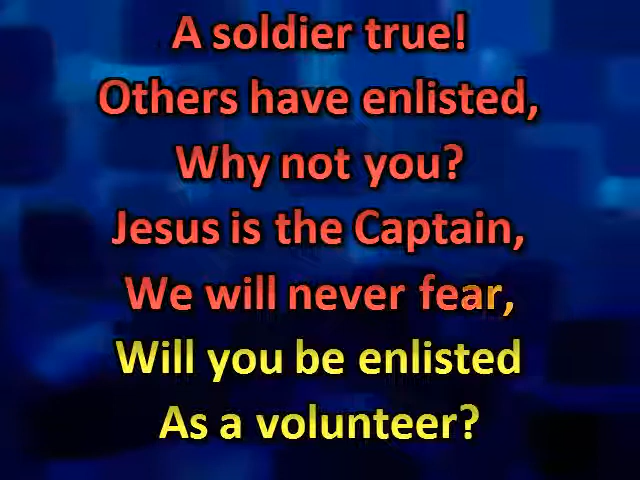 A soldier true!
Others have enlisted,
Why not you?
Jesus is the Captain,
We will never fear,
Will you be enlisted
As a volunteer?